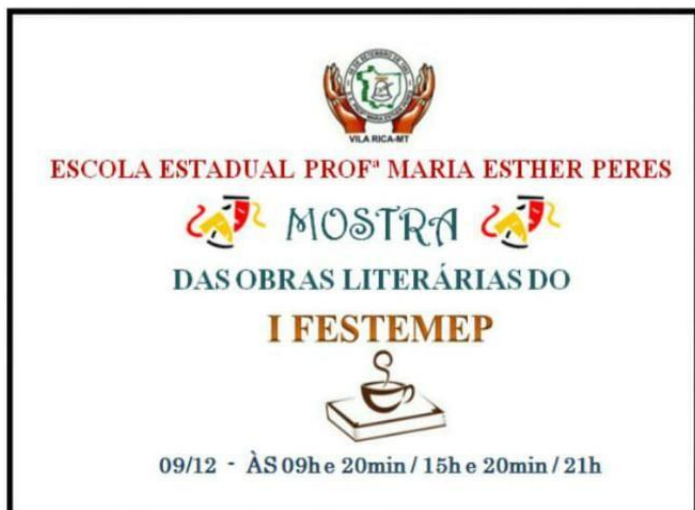 VILA RICA-MT
ESCOLA ESTADUAL PROFª MARIA ESTHER PERES
MOSTRA
DAS OBRAS LITERÁRIAS DO
I FESTEMEP
09/12 - ÀS 09h e 20min / 15h e 20min / 21h